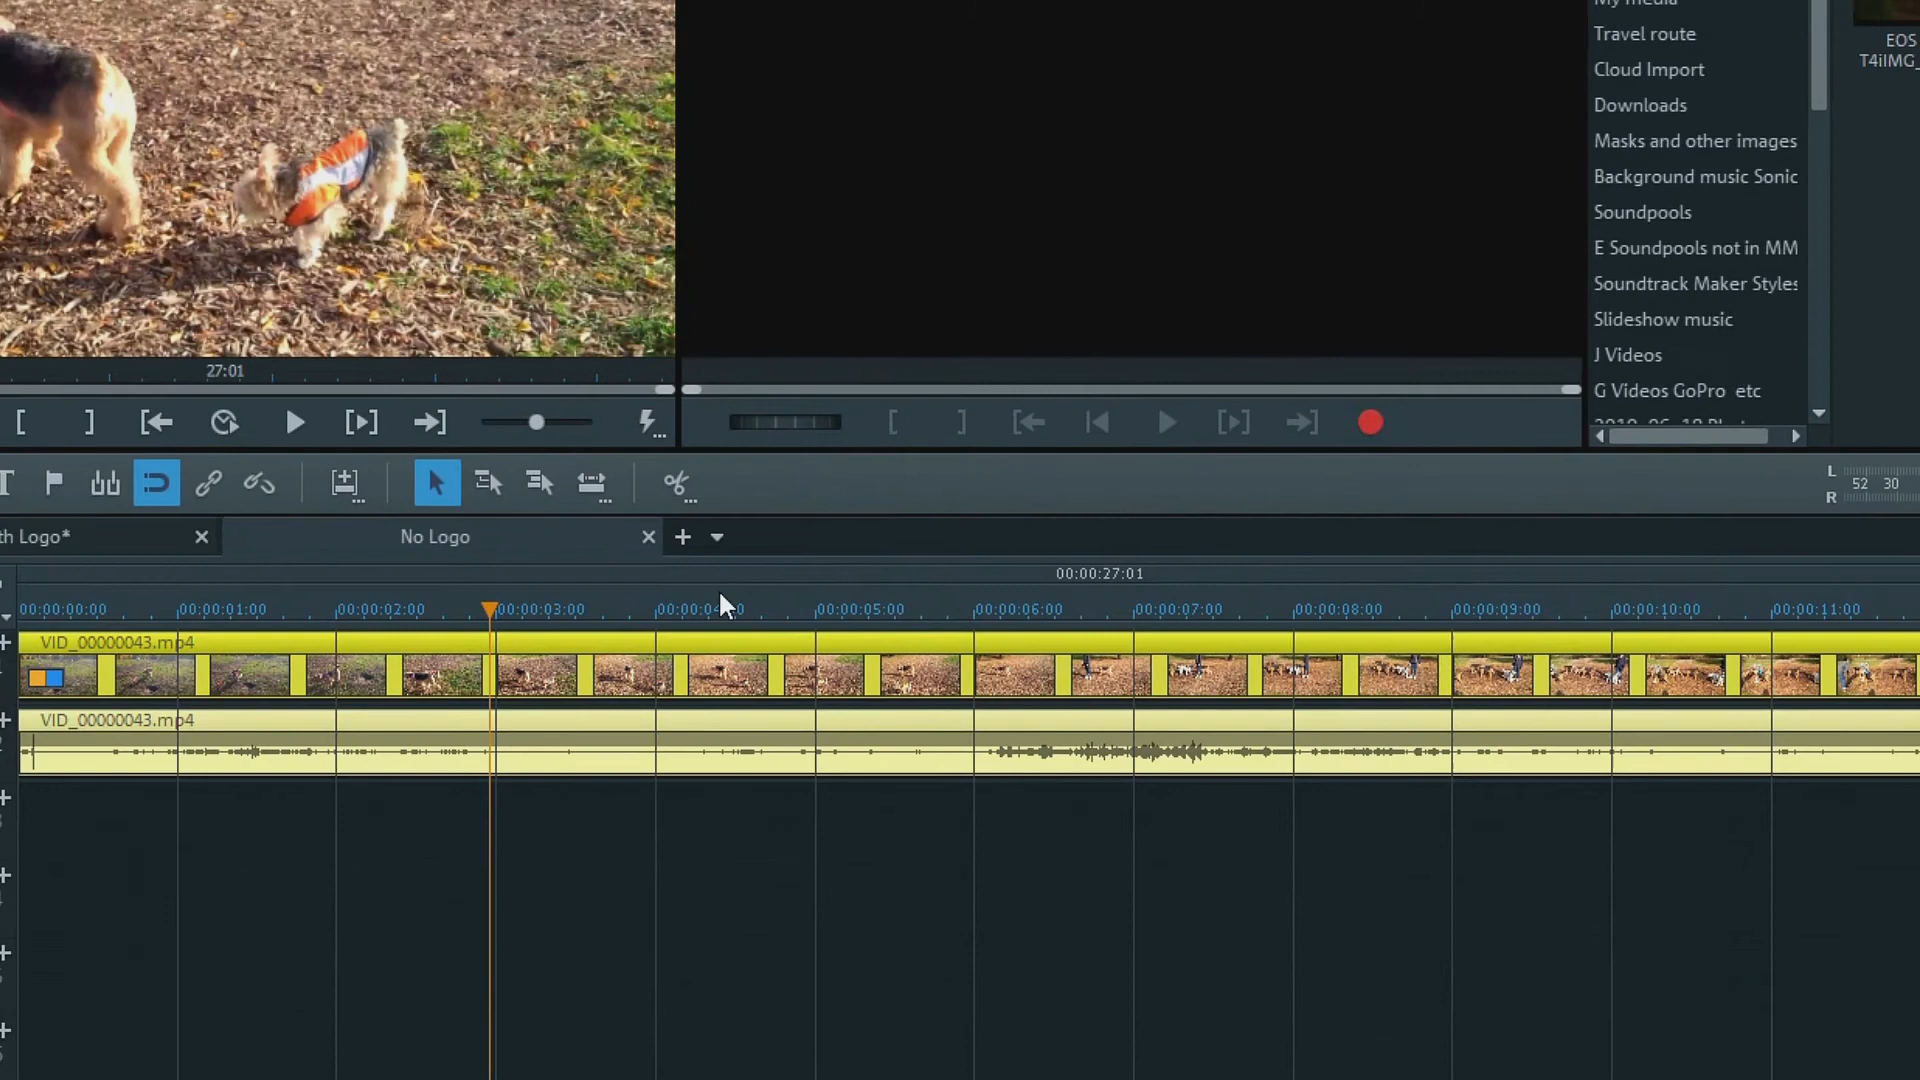 My media
Travel route
Cloud Import
Downloads
Masks and other images
Background music Sonic
Soundpools
E Soundpools not in MM
Soundtrack Maker Styles
Slideshow music
J Videos
G Videos GoPro etc
EOS
T4iIMG_
27:01
L
52 30
R
th Logo*
No Logo
00:00:27:01
00:00:00:00 00:00:01:00 00:00:02:00 00:00:03:00 00:00:05:00 00:00:06:00 00:00:07:00 00:00:08:00 00:00:09:00 00:00:10:00 00:00:11:00
VID_00000043.mp4
VID_00000043.mp4